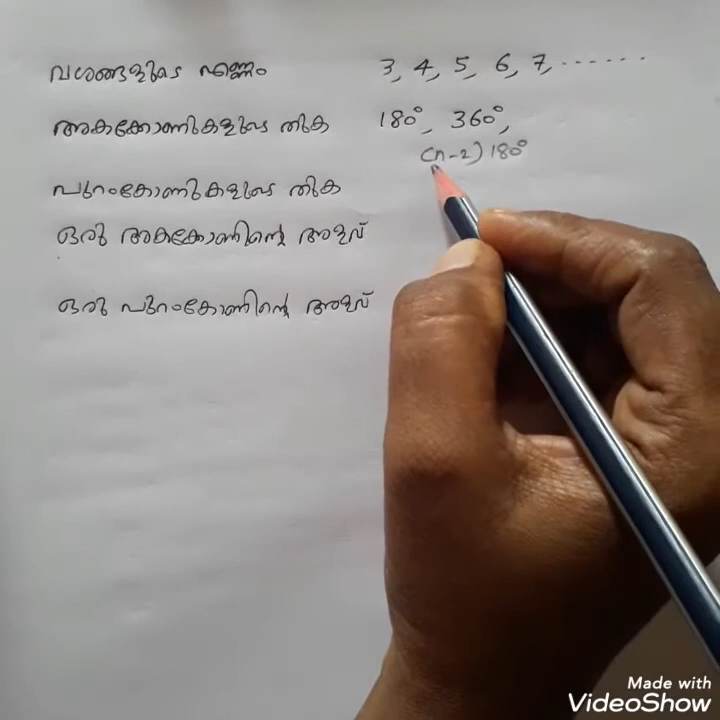 വശങ്ങളുടെ എണ്ണം 3, 4, 5, 6, 7, ......
അകക്കോണികളുടെ തുക 180°, 360°,
(n-2) 180°
പുറംകോണികളുടെ തുക
ഒരു അകക്കോണിന്റെ അളവ്
ഒരു പുറംകോണിന്റെ അളവ്
Made with
VideoShow